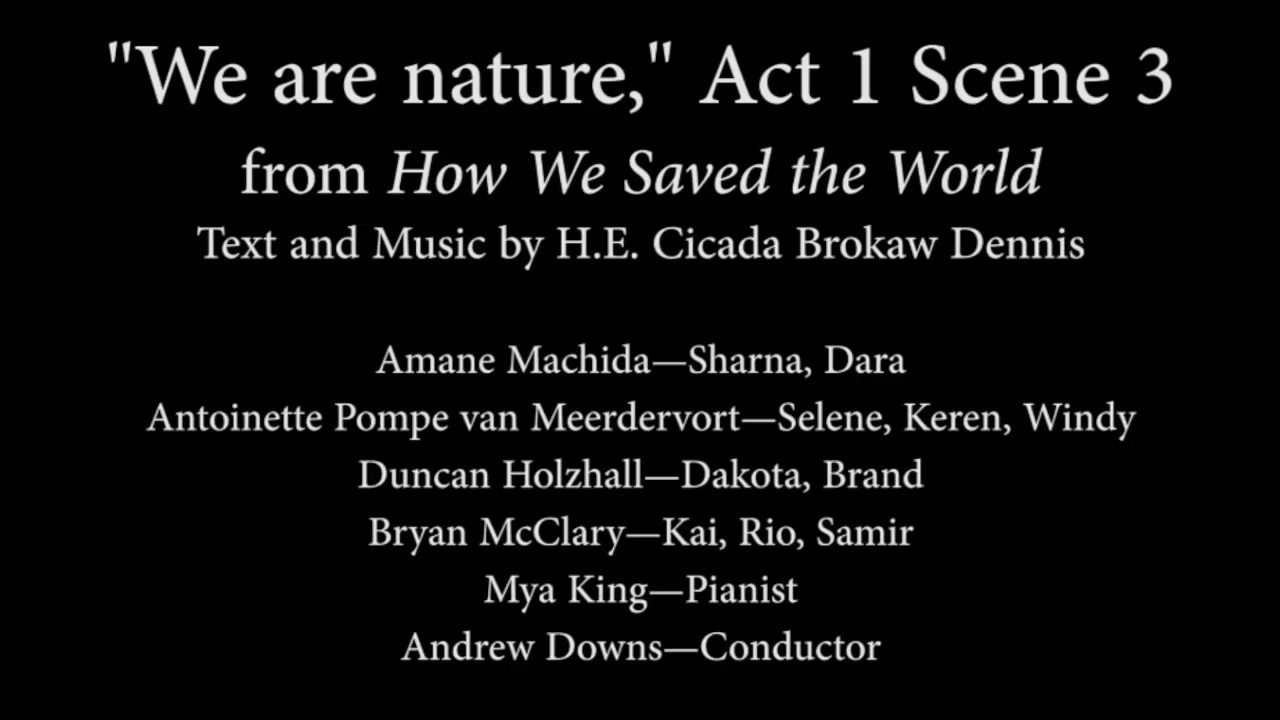 "We are nature," Act 1 Scene 3
from How We Saved the World
Text and Music by H.E. Cicada Brokaw Dennis
Amane Machida—Sharna, Dara
Antoinette Pompe van Meerdervort—Selene, Keren, Windy
Duncan Holzhall—Dakota, Brand
Bryan McClary—Kai, Rio, Samir
Mya King—Pianist
Andrew Downs—Conductor